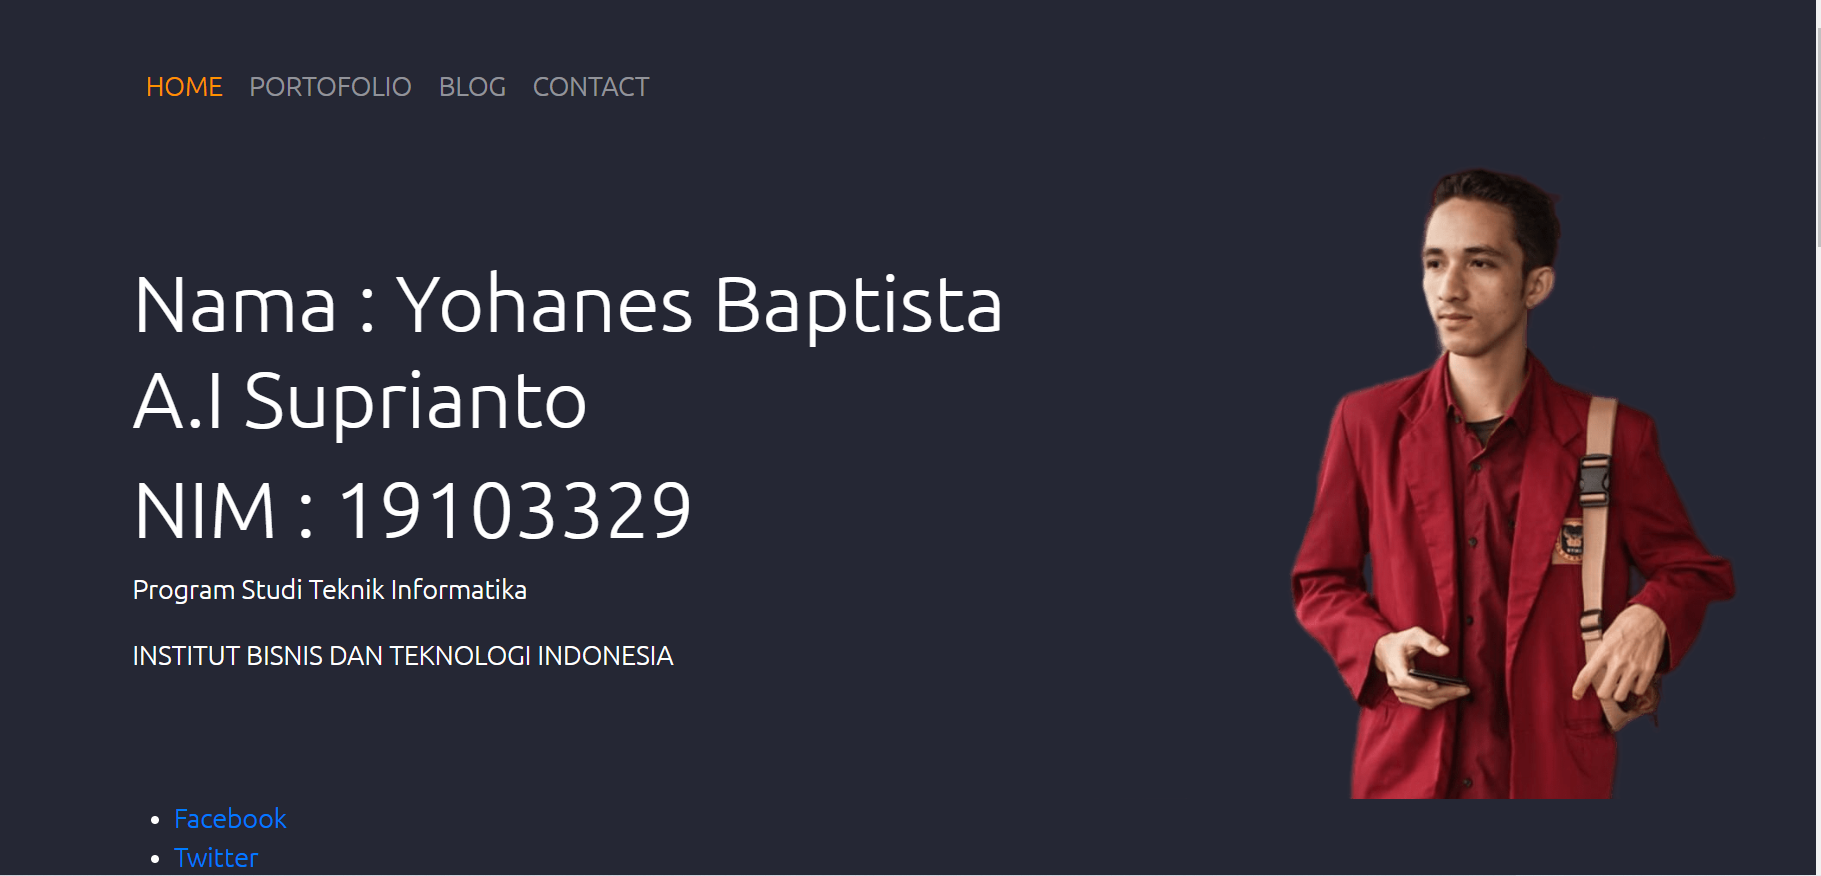 HOME PORTOFOLIO BLOG CONTACT
Nama : Yohanes Baptista
A.I Suprianto
NIM : 19103329
Program Studi Teknik Informatika
INSTITUT BISNIS DAN TEKNOLOGI INDONESIA
Facebook
Twitter